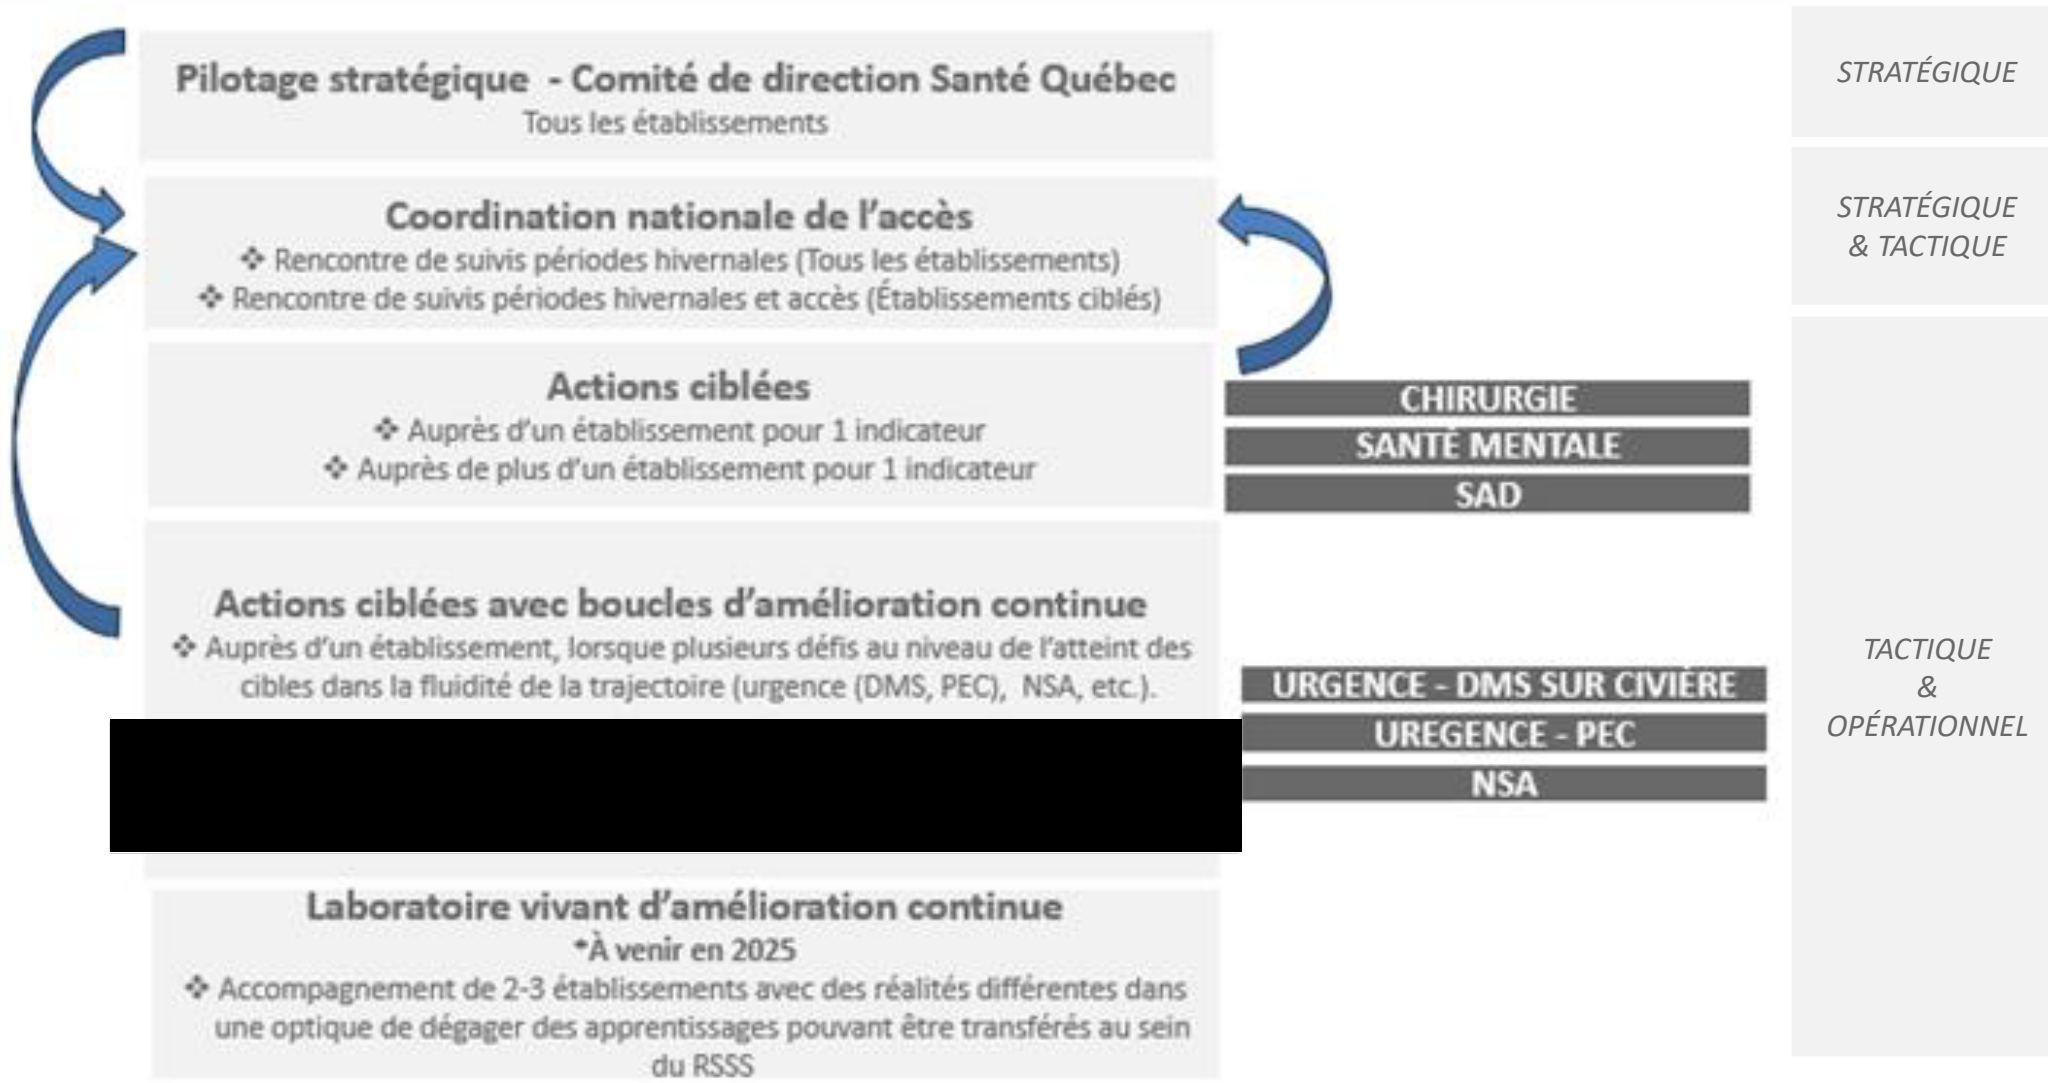 Pilotage stratégique - Comité de direction Santé Québec
Tous les établissements
STRATÉGIQUE
Coordination nationale de l'accès
❖ Rencontre de suivis périodes hivernales (Tous les établissements)
❖ Rencontre de suivis périodes hivernales et accès (Établissements ciblés)
STRATÉGIQUE
& TACTIQUE
Actions ciblées
❖ Auprès d'un établissement pour 1 indicateur
❖ Auprès de plus d'un établissement pour 1 indicateur
CHIRURGIE
SANTÉ MENTALE
SAD
Actions ciblées avec boucles d'amélioration continue
❖ Auprès d'un établissement, lorsque plusieurs défis au niveau de l'atteint des
cibles dans la fluidité de la trajectoire (urgence (DMS, PEC), NSA, etc.).
URGENCE - DMS SUR CIVIÈRE
UREGENCE - PEC
NSA
TACTIQUE
&
OPÉRATIONNEL
Laboratoire vivant d'amélioration continue
*À venir en 2025
❖ Accompagnement de 2-3 établissements avec des réalités différentes dans
une optique de dégager des apprentissages pouvant être transférés au sein
du RSSS